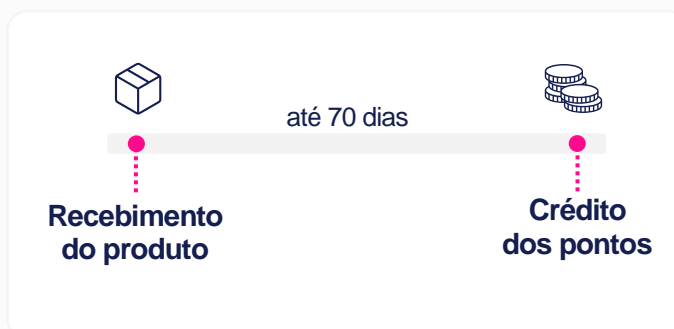 até 70 dias
Recebimento
do produto
Crédito
dos pontos